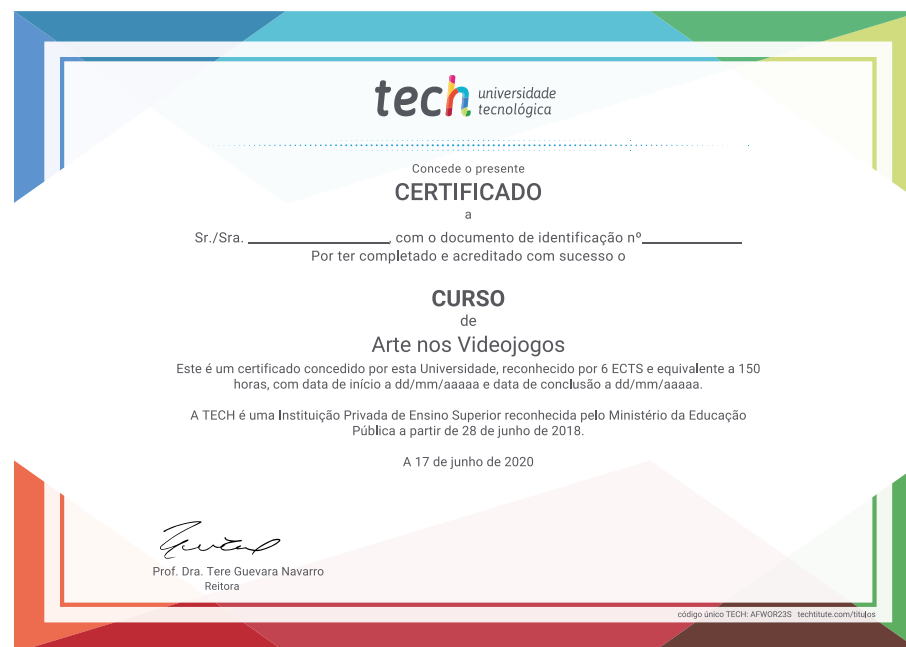 tech universidade
tecnológica
Concede o presente
CERTIFICADO
a
Sr./Sra. ____________________, com o documento de identificação nº______________
Por ter completado e acreditado com sucesso o
CURSO
de
Arte nos Videojogos
Este é um certificado concedido por esta Universidade, reconhecido por 6 ECTS e equivalente a 150
horas, com data de início a dd/mm/aaaaa e data de conclusão a dd/mm/aaaaa.
A TECH é uma Instituição Privada de Ensino Superior reconhecida pelo Ministério da Educação
Pública a partir de 28 de junho de 2018.
A 17 de junho de 2020
Prof. Dra. Tere Guevara Navarro
Reitora
código único TECH: AFWOR23S techtitute.com/titulos